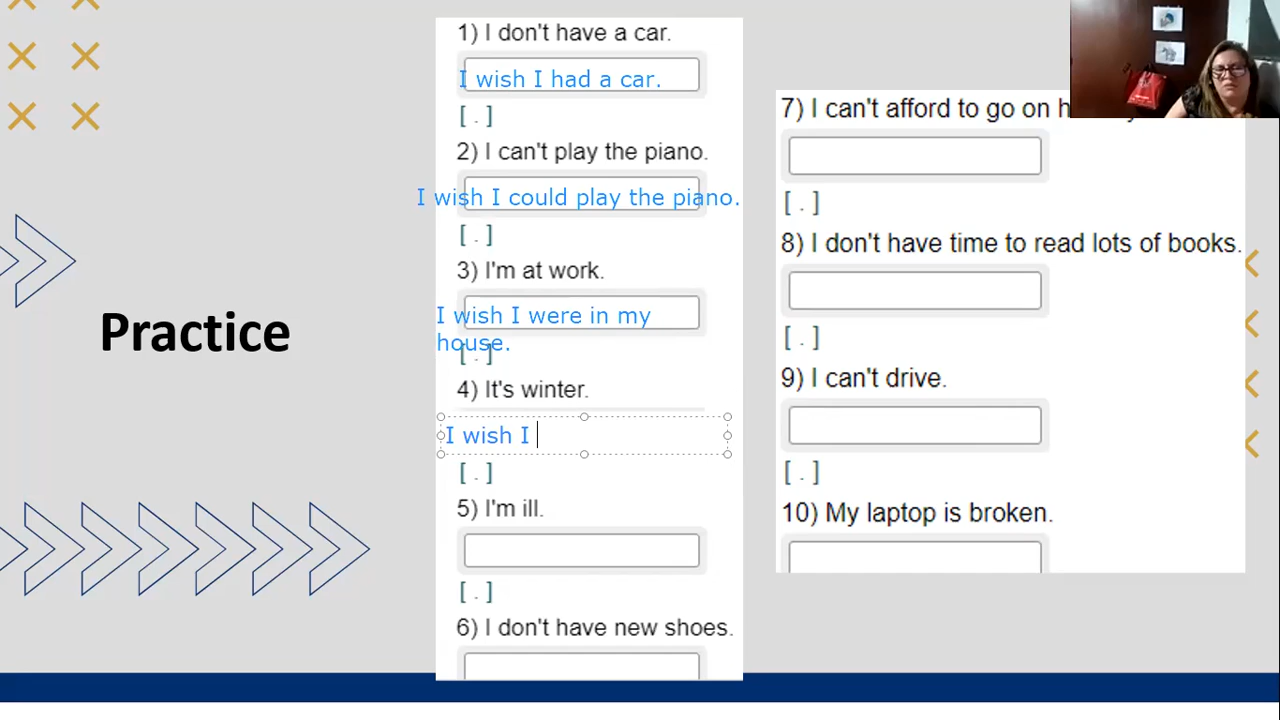 Practice
1) I don't have a car.
I wish I had a car.
[ . ]
2) I can't play the piano.
I wish I could play the piano.
[ . ]
3) I'm at work.
I wish I were in my
house.
[ . ]
4) It's winter.
I wish I
[ . ]
5) I'm ill.
[ . ]
6) I don't have new shoes.
7) I can't afford to go on
[ . ]
8) I don't have time to read lots of books.
[ . ]
9) I can't drive.
[ . ]
10) My laptop is broken.